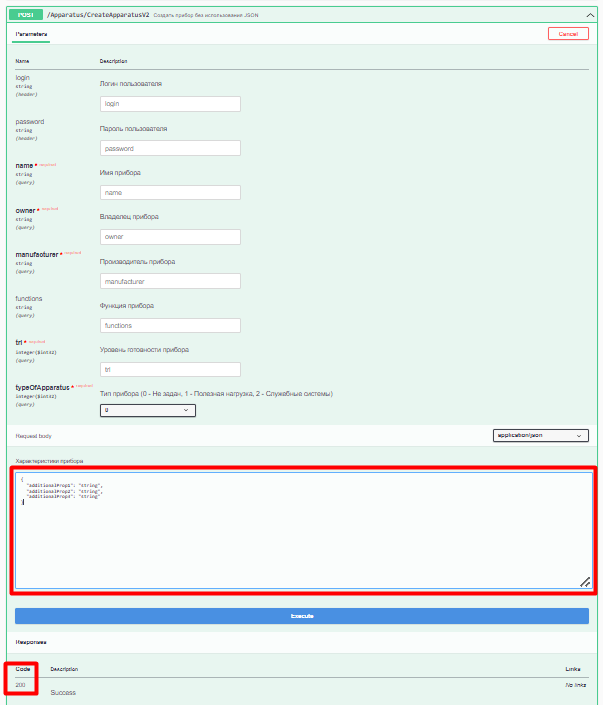 POST /Apparatus/CreateApparatusV2 Создать прибор без использования JSON
Parameters Cancel
Name Description
login
string
(header)
Логин пользователя
login
password
string
(header)
Пароль пользователя
password
name * required
string
(query)
Имя прибора
name
owner * required
string
(query)
Владелец прибора
owner
manufacturer * required
string
(query)
Производитель прибора
manufacturer
functions
string
(query)
Функция прибора
functions
trl * required
integer($int32)
(query)
Уровень готовности прибора
trl
typeOfApparatus * required
integer($int32)
(query)
Тип прибора (0 - Не задан, 1 - Полезная нагрузка, 2 - Служебные системы)
0
Request body application/json
Характеристики прибора
{
"additionalProp1": "string",
"additionalProp2": "string",
"additionalProp3": "string"
}
Execute
Responses
Code Description Links
200 Success No links